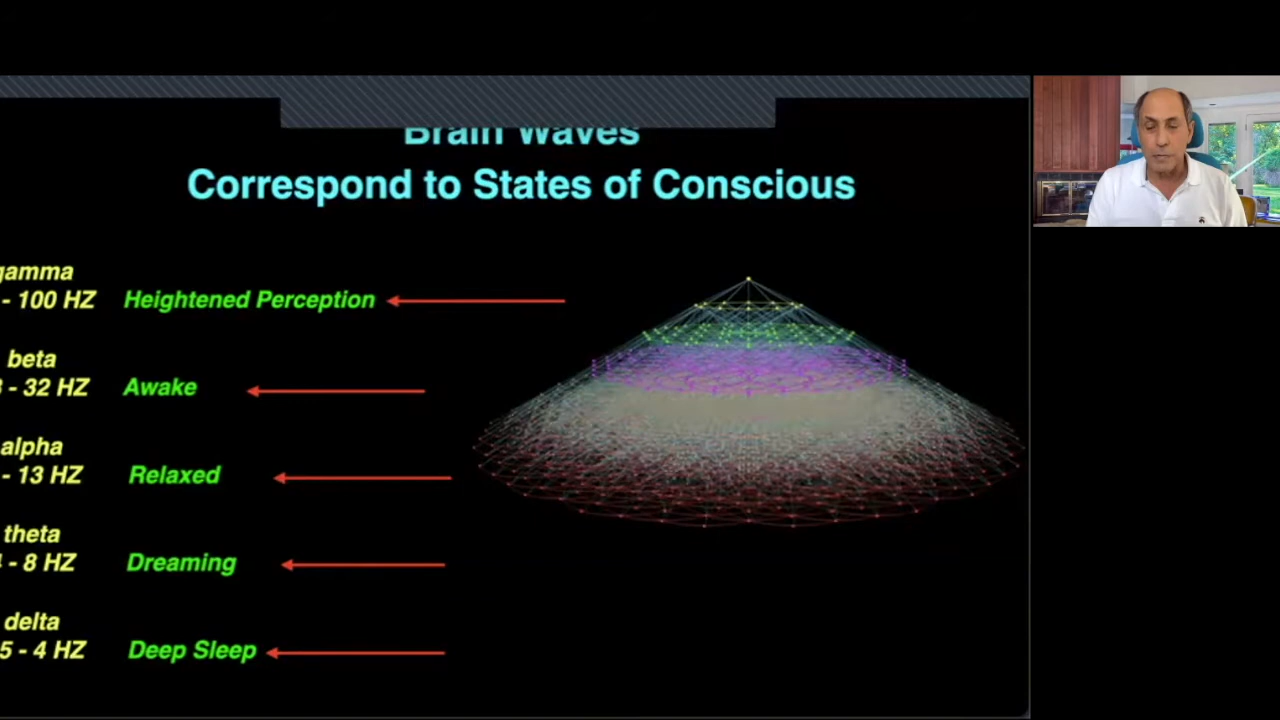 Brain Waves
Correspond to States of Conscious
gamma
- 100 HZ Heightened Perception
beta
- 32 HZ Awake
alpha
- 13 HZ Relaxed
theta
- 8 HZ Dreaming
delta
5 - 4 HZ Deep Sleep